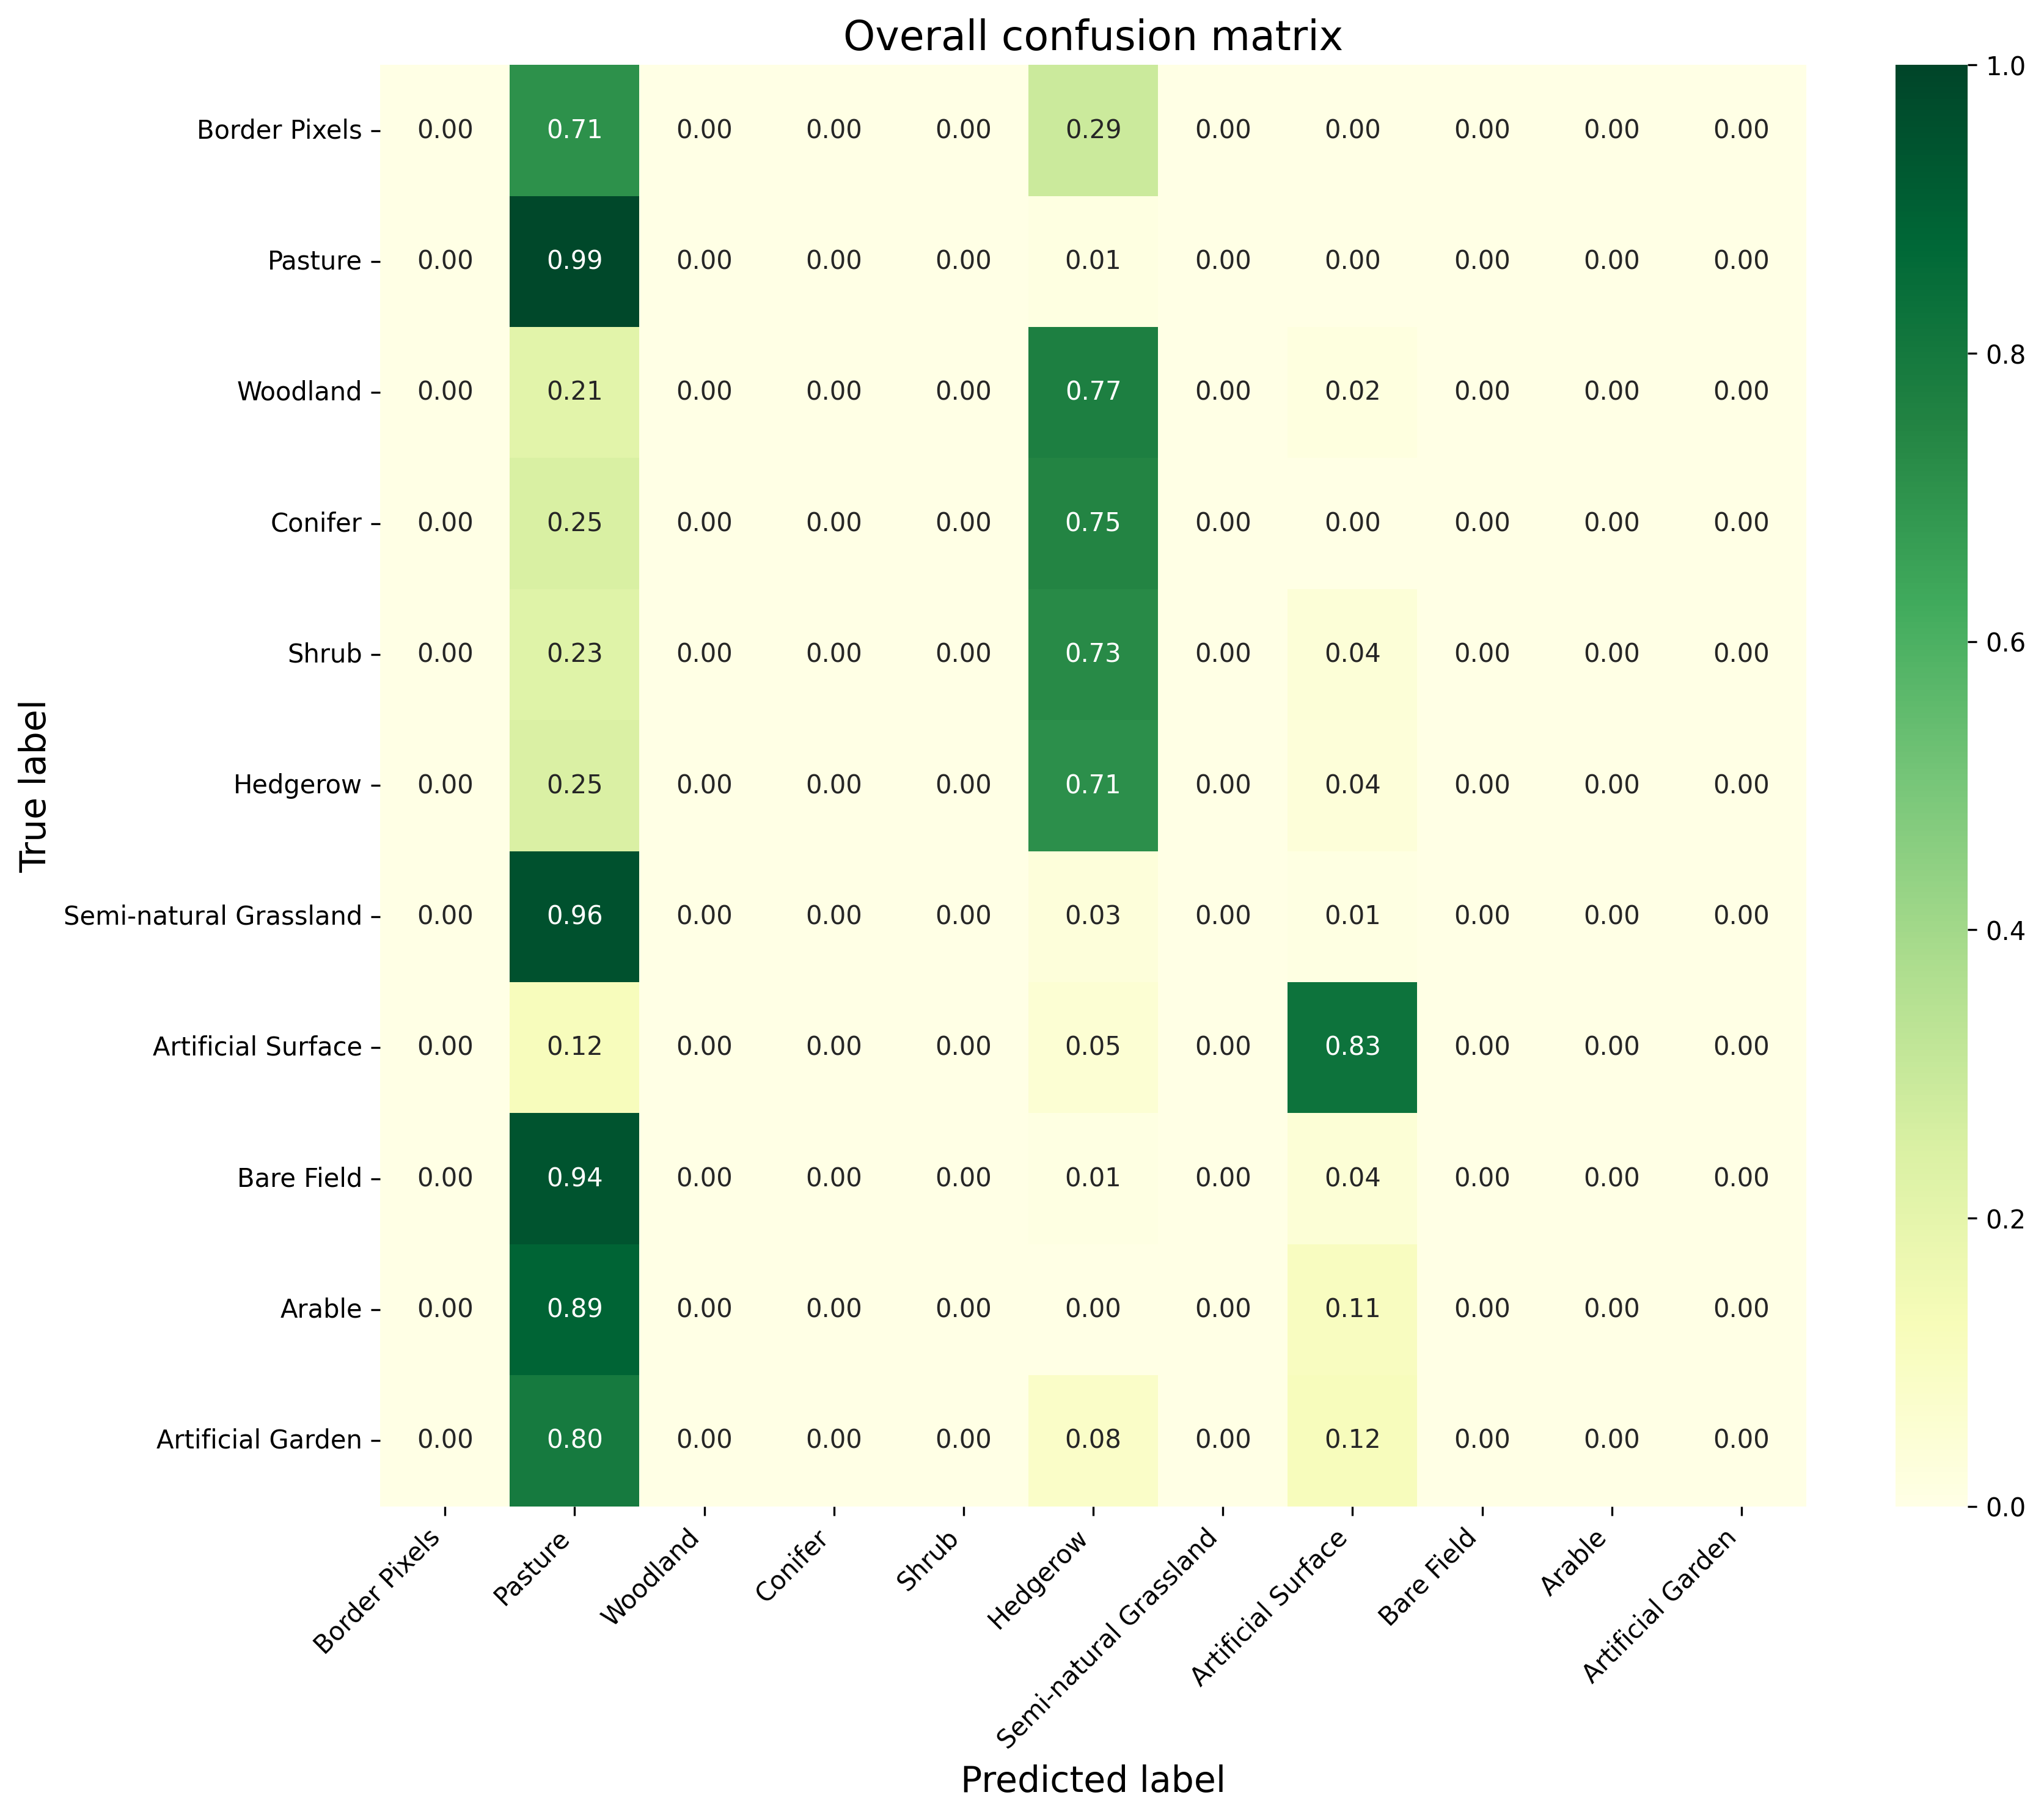 Overall confusion matrix
True label
Border Pixels 0.00 0.71 0.00 0.00 0.00 0.29 0.00 0.00 0.00 0.00 0.00
Pasture 0.00 0.99 0.00 0.00 0.00 0.01 0.00 0.00 0.00 0.00 0.00
Woodland 0.00 0.21 0.00 0.00 0.00 0.77 0.00 0.02 0.00 0.00 0.00
Conifer 0.00 0.25 0.00 0.00 0.00 0.75 0.00 0.00 0.00 0.00 0.00
Shrub 0.00 0.23 0.00 0.00 0.00 0.73 0.00 0.04 0.00 0.00 0.00
Hedgerow 0.00 0.25 0.00 0.00 0.00 0.71 0.00 0.04 0.00 0.00 0.00
Semi-natural Grassland 0.00 0.96 0.00 0.00 0.00 0.03 0.00 0.01 0.00 0.00 0.00
Artificial Surface 0.00 0.12 0.00 0.00 0.00 0.05 0.00 0.83 0.00 0.00 0.00
Bare Field 0.00 0.94 0.00 0.00 0.00 0.01 0.00 0.04 0.00 0.00 0.00
Arable 0.00 0.89 0.00 0.00 0.00 0.00 0.00 0.11 0.00 0.00 0.00
Artificial Garden 0.00 0.80 0.00 0.00 0.00 0.08 0.00 0.12 0.00 0.00 0.00
Border Pixels
Pasture
Woodland
Conifer
Shrub
Hedgerow
Semi-natural Grassland
Artificial Surface
Bare Field
Arable
Artificial Garden
Predicted label
1.0
0.8
0.6
0.4
0.2
0.0